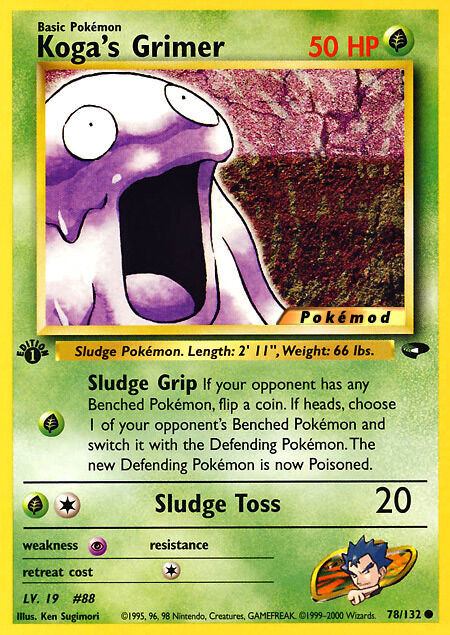 Basic Pokémon
Koga's Grimer 50 HP
Pokémod
EDITION 1
Sludge Pokémon. Length: 2' 11", Weight: 66 lbs.
Sludge Grip If your opponent has any
Benched Pokémon, flip a coin. If heads, choose
1 of your opponent's Benched Pokémon and
switch it with the Defending Pokémon. The
new Defending Pokémon is now Poisoned.
Sludge Toss 20
weakness resistance
retreat cost
LV. 19 #88
Illus. Ken Sugimori ©1995, 96, 98 Nintendo, Creatures, GAMEFREAK. ©1999-2000 Wizards. 78/132